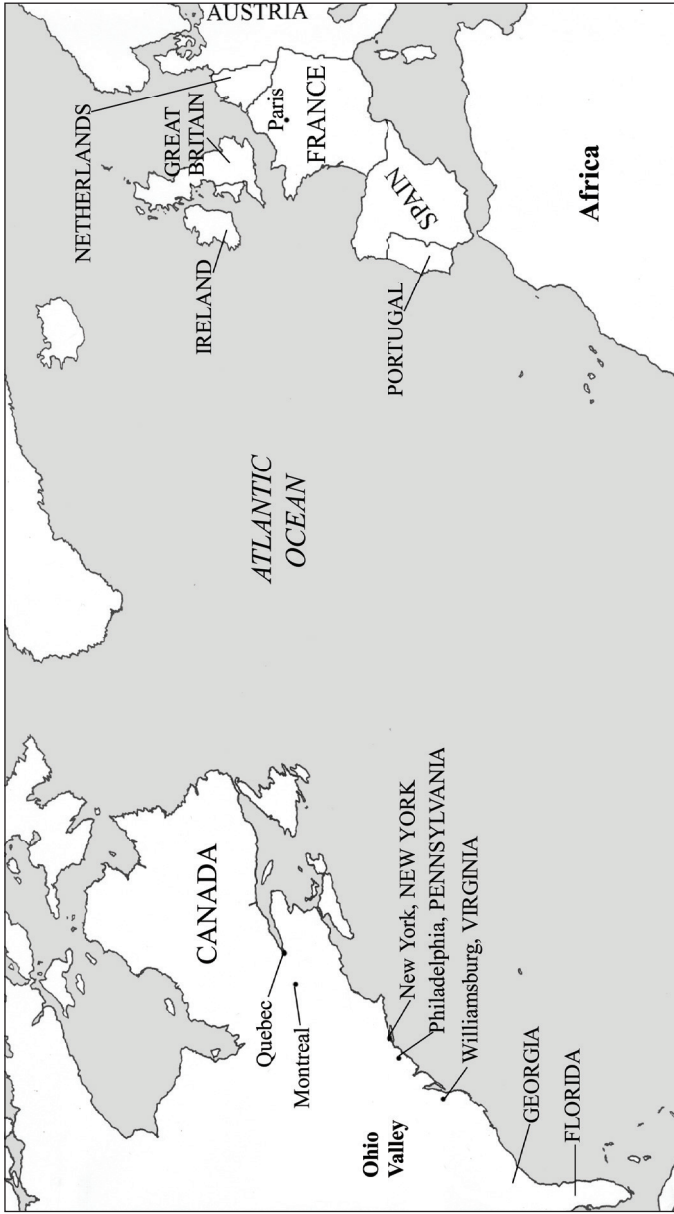 CANADA
Quebec
Montreal
Ohio
Valley
New York, NEW YORK
Philadelphia, PENNSYLVANIA
Williamsburg, VIRGINIA
GEORGIA
FLORIDA
ATLANTIC
OCEAN
NETHERLANDS
GREAT
BRITAIN
IRELAND
AUSTRIA
Paris
FRANCE
SPAIN
PORTUGAL
Africa